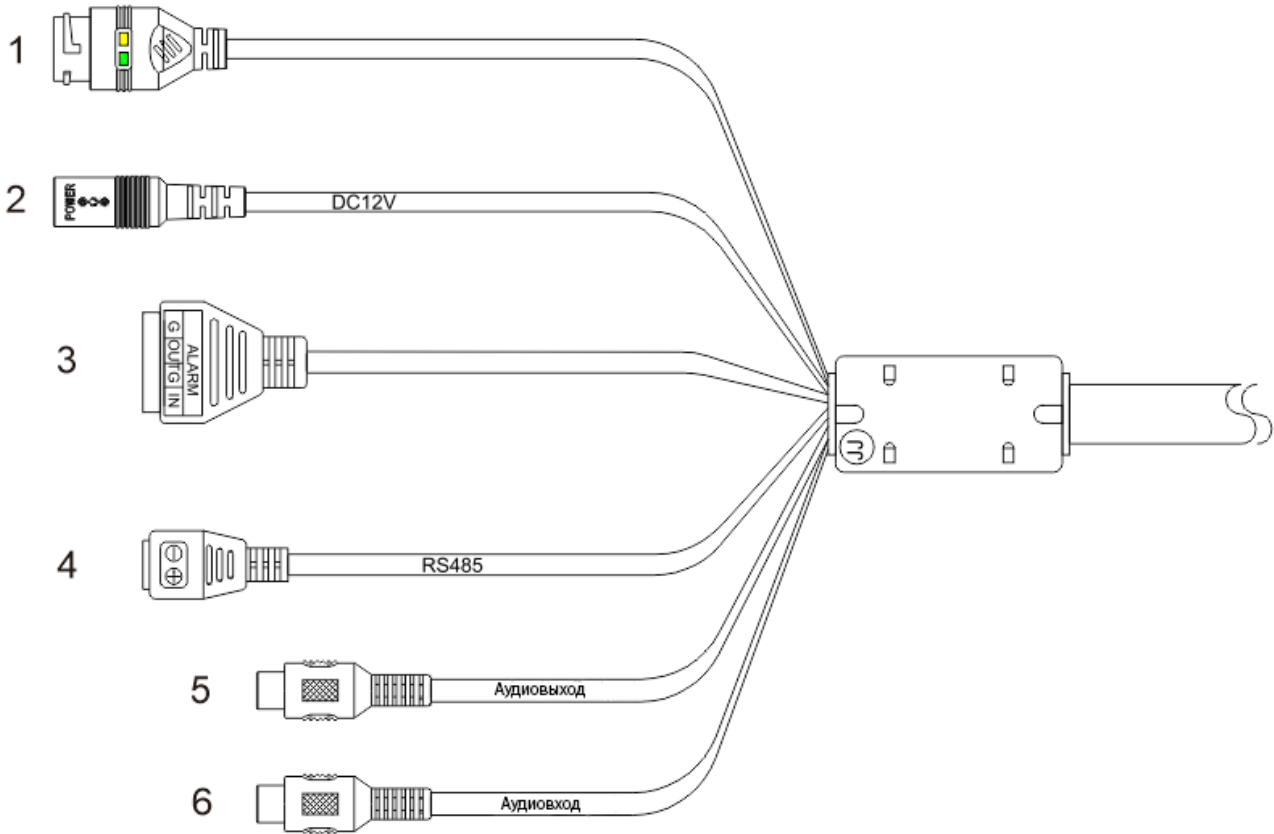 1
2
POWER
DC12V
3
ALARM
G OUT G IN
4
RS485
5
Аудиовыход
6
Аудиовход